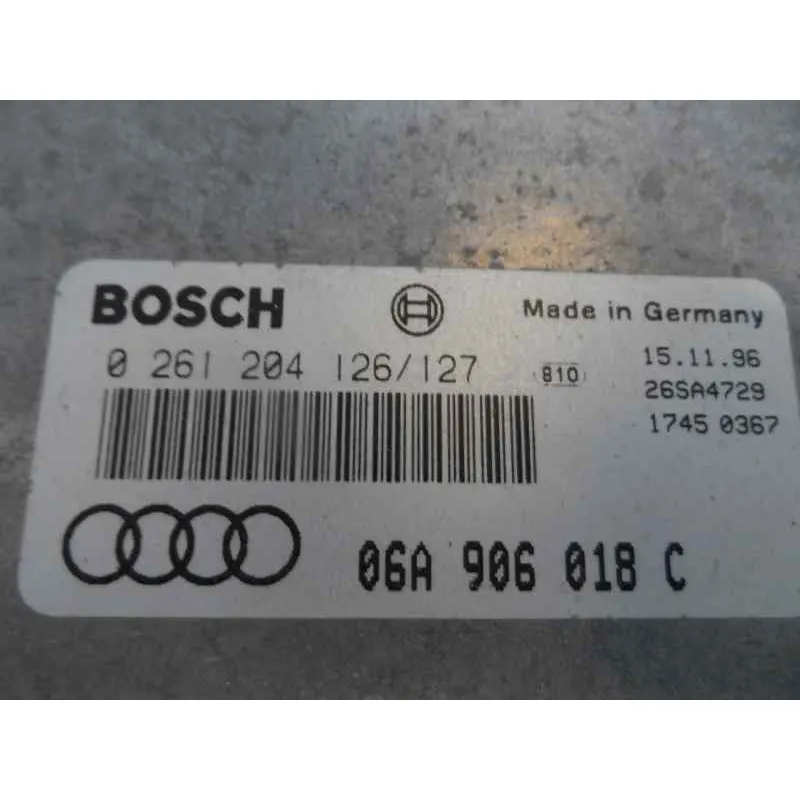 BOSCH Made in Germany
0 261 204 126/127 810 15.11.96
26SA4729
1745 0367
06A 906 018 C